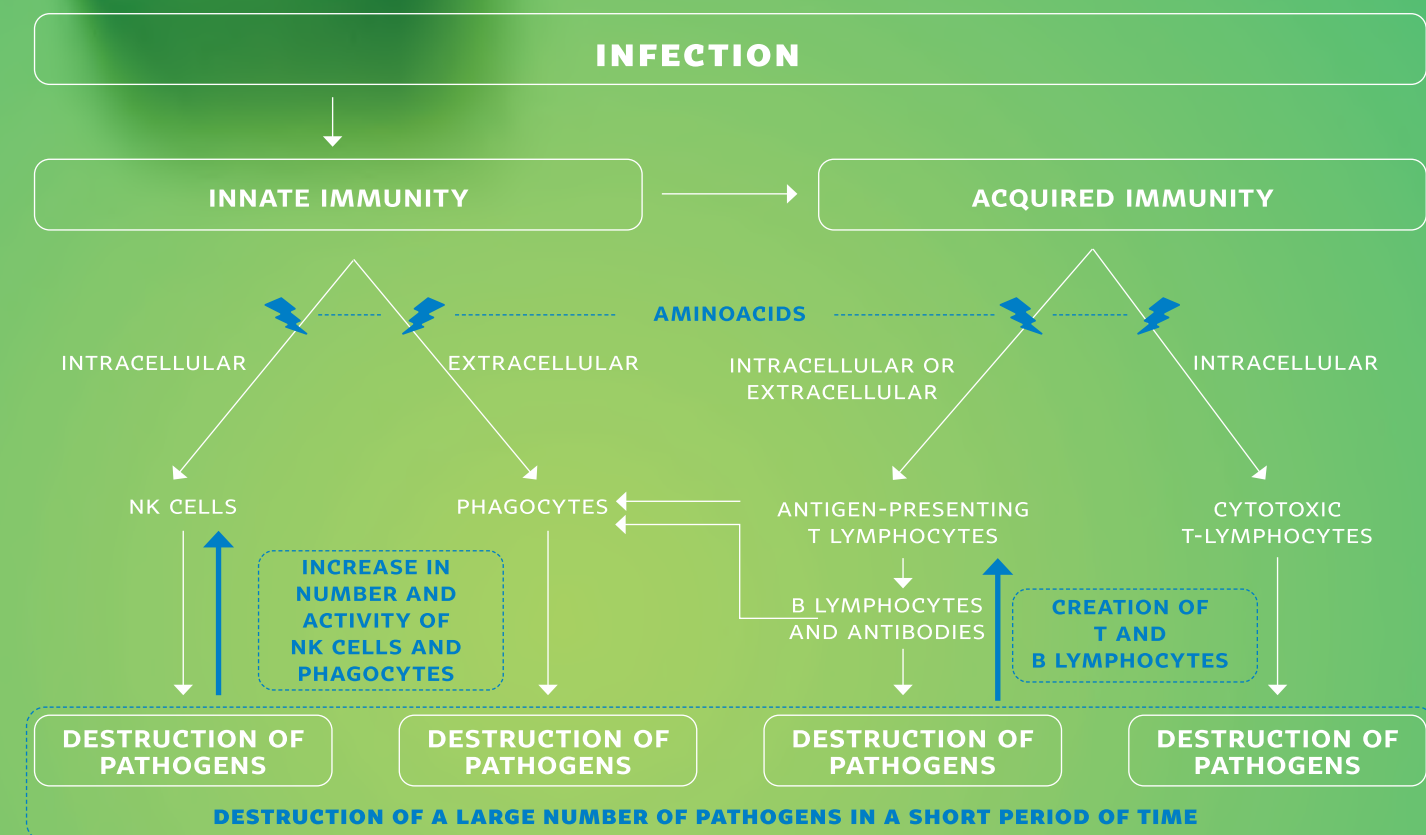 INFECTION
INNATE IMMUNITY
ACQUIRED IMMUNITY
AMINOACIDS
INTRACELLULAR
EXTRACELLULAR
INTRACELLULAR OR
EXTRACELLULAR
INTRACELLULAR
NK CELLS
PHAGOCYTES
ANTIGEN-PRESENTING
T LYMPHOCYTES
CYTOTOXIC
T-LYMPHOCYTES
INCREASE IN
NUMBER AND
ACTIVITY OF
NK CELLS AND
PHAGOCYTES
B LYMPHOCYTES
AND ANTIBODIES
CREATION OF
T AND
B LYMPHOCYTES
DESTRUCTION OF
PATHOGENS
DESTRUCTION OF
PATHOGENS
DESTRUCTION OF
PATHOGENS
DESTRUCTION OF
PATHOGENS
DESTRUCTION OF A LARGE NUMBER OF PATHOGENS IN A SHORT PERIOD OF TIME